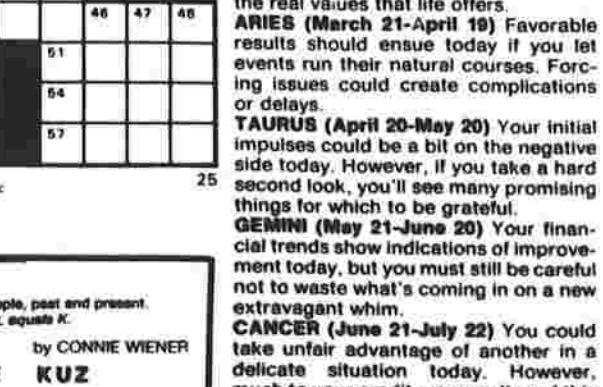 46 47 48
51
54
57
25
ple, past and present.
equals K.
by CONNIE WIENER
KUZ
the real values that life offers.
ARIES (March 21-April 19) Favorable
results should ensue today if you let
events run their natural courses. Forc-
ing issues could create complications
or delays.
TAURUS (April 20-May 20) Your initial
impulses could be a bit on the negative
side today. However, if you take a hard
second look, you'll see many promising
things for which to be grateful.
GEMINI (May 21-June 20) Your finan-
cial trends show indications of improve-
ment today, but you must still be careful
not to waste what's coming in on a new
extravagant whim.
CANCER (June 21-July 22) You could
take unfair advantage of another in a
delicate situation today. However,